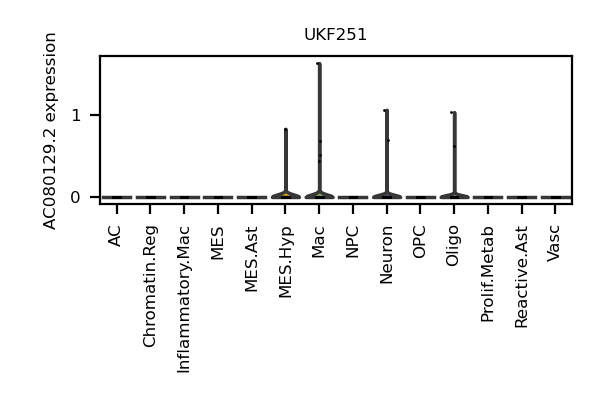 UKF251
AC080129.2 expression
1
0
AC
Chromatin.Reg
Inflammatory.Mac
MES
MES.Ast
MES.Hyp
Mac
NPC
Neuron
OPC
Oligo
Prolif.Metab
Reactive.Ast
Vasc